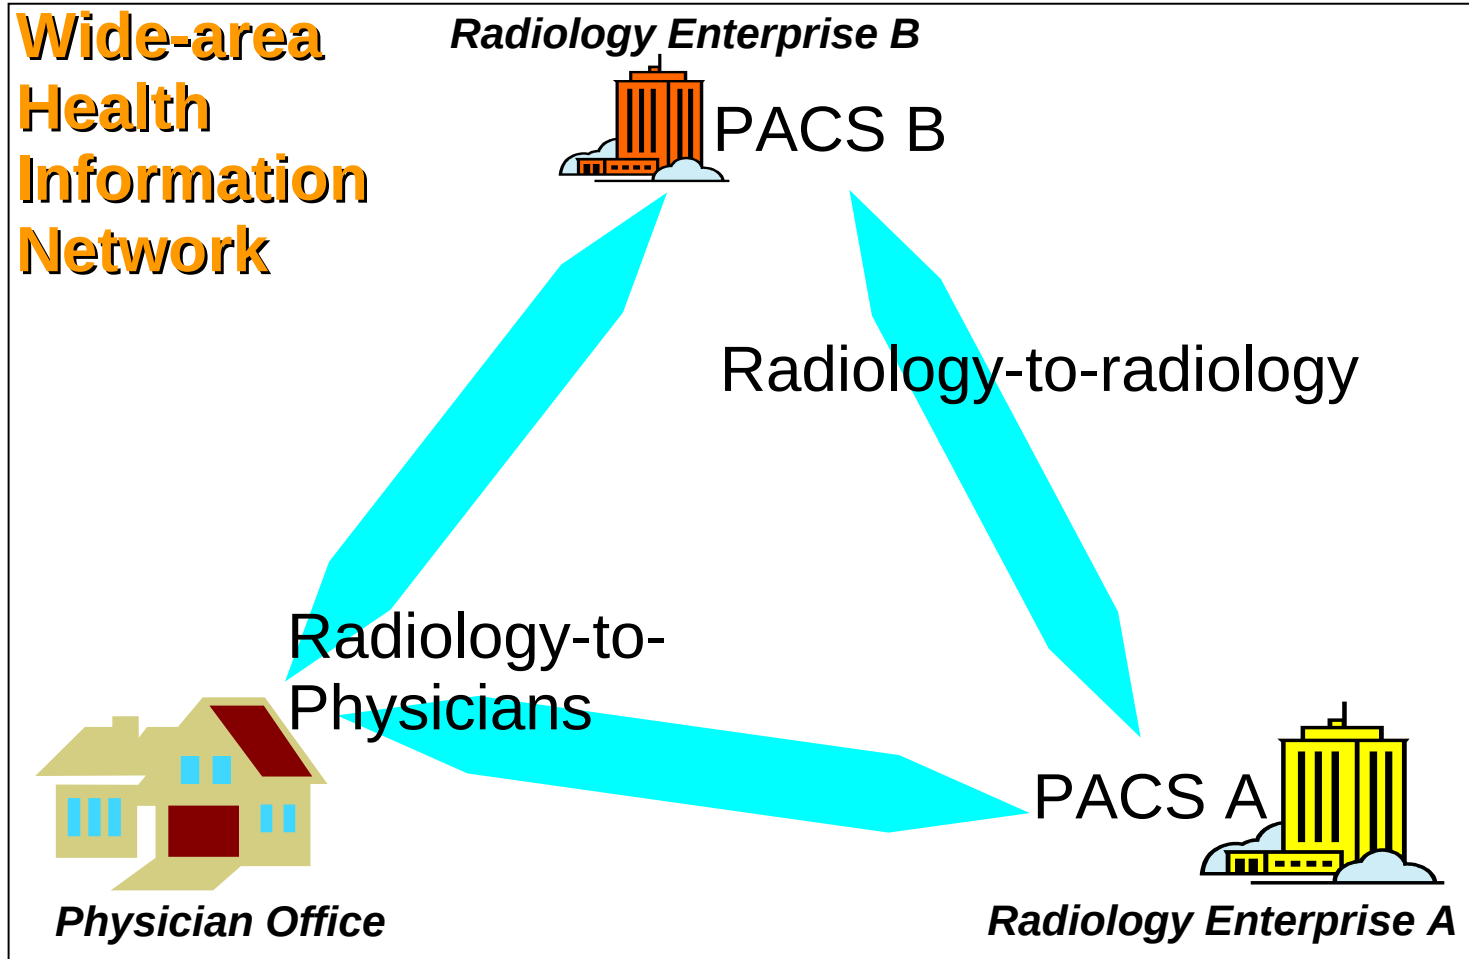 Wide-area
Health
Information
Network
Radiology Enterprise B
PACS B
Radiology-to-radiology
Radiology-to-
Physicians
PACS A
Physician Office
Radiology Enterprise A